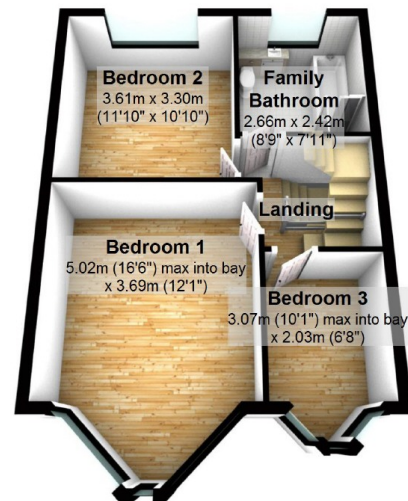 Bedroom 2
3.61m x 3.30m
(11'10" x 10'10")
Family
Bathroom
2.66m x 2.42m
(8'9" x 7'11")
Landing
Bedroom 1
5.02m (16'6") max into bay
x 3.69m (12'1")
Bedroom 3
3.07m (10'1") max into bay
x 2.03m (6'8")